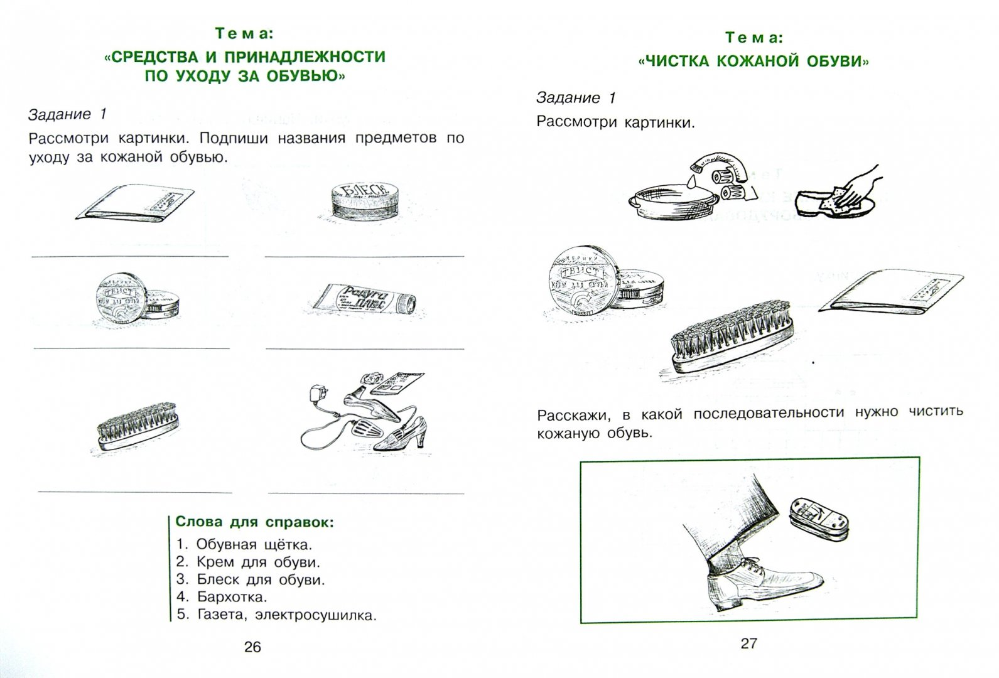 Тема:
«СРЕДСТВА И ПРИНАДЛЕЖНОСТИ
ПО УХОДУ ЗА ОБУВЬЮ»
Задание 1
Рассмотри картинки. Подпиши названия предметов по
уходу за кожаной обувью.
БЛЕСК
ТВИСТ
КРЕМ ДЛЯ ОБУВИ
Радуга
ПЛЮС
Слова для справок:
1. Обувная щётка.
2. Крем для обуви.
3. Блеск для обуви.
4. Бархотка.
5. Газета, электросушилка.
26
Тема:
«ЧИСТКА КОЖАНОЙ ОБУВИ»
Задание 1
Рассмотри картинки.
ЧЕРНЫЙ
ТВИСТ
КРЕМ ДЛЯ ОБУВИ
Расскажи, в какой последовательности нужно чистить
кожаную обувь.
27